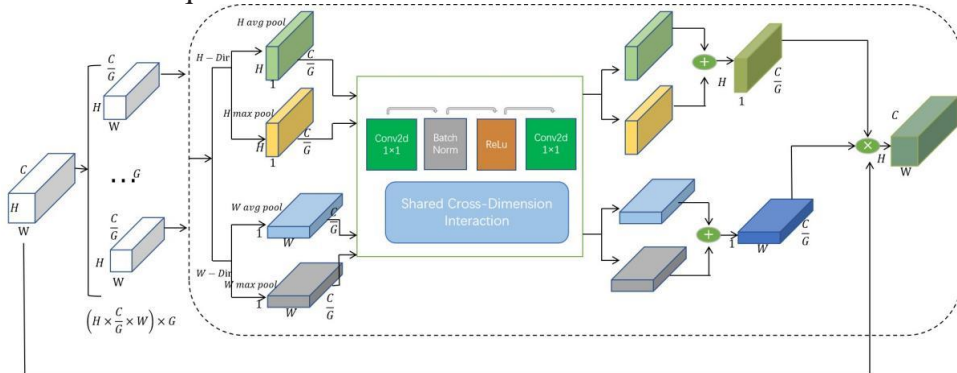 H avg pool
C/G
H
1
H – Dir
C/G
H
W
H max pool
H
1
C/G
C
H
W
... G
Conv2d
1×1
Batch
Norm
ReLu
Conv2d
1×1
Shared Cross-Dimension
Interaction
W avg pool
1
W
C/G
C/G
H
W
W – Dir
W max pool
1
W
C/G
(H × C/G × W) × G
+
H
1
C/G
+
1
W
C/G
×
C
H
W